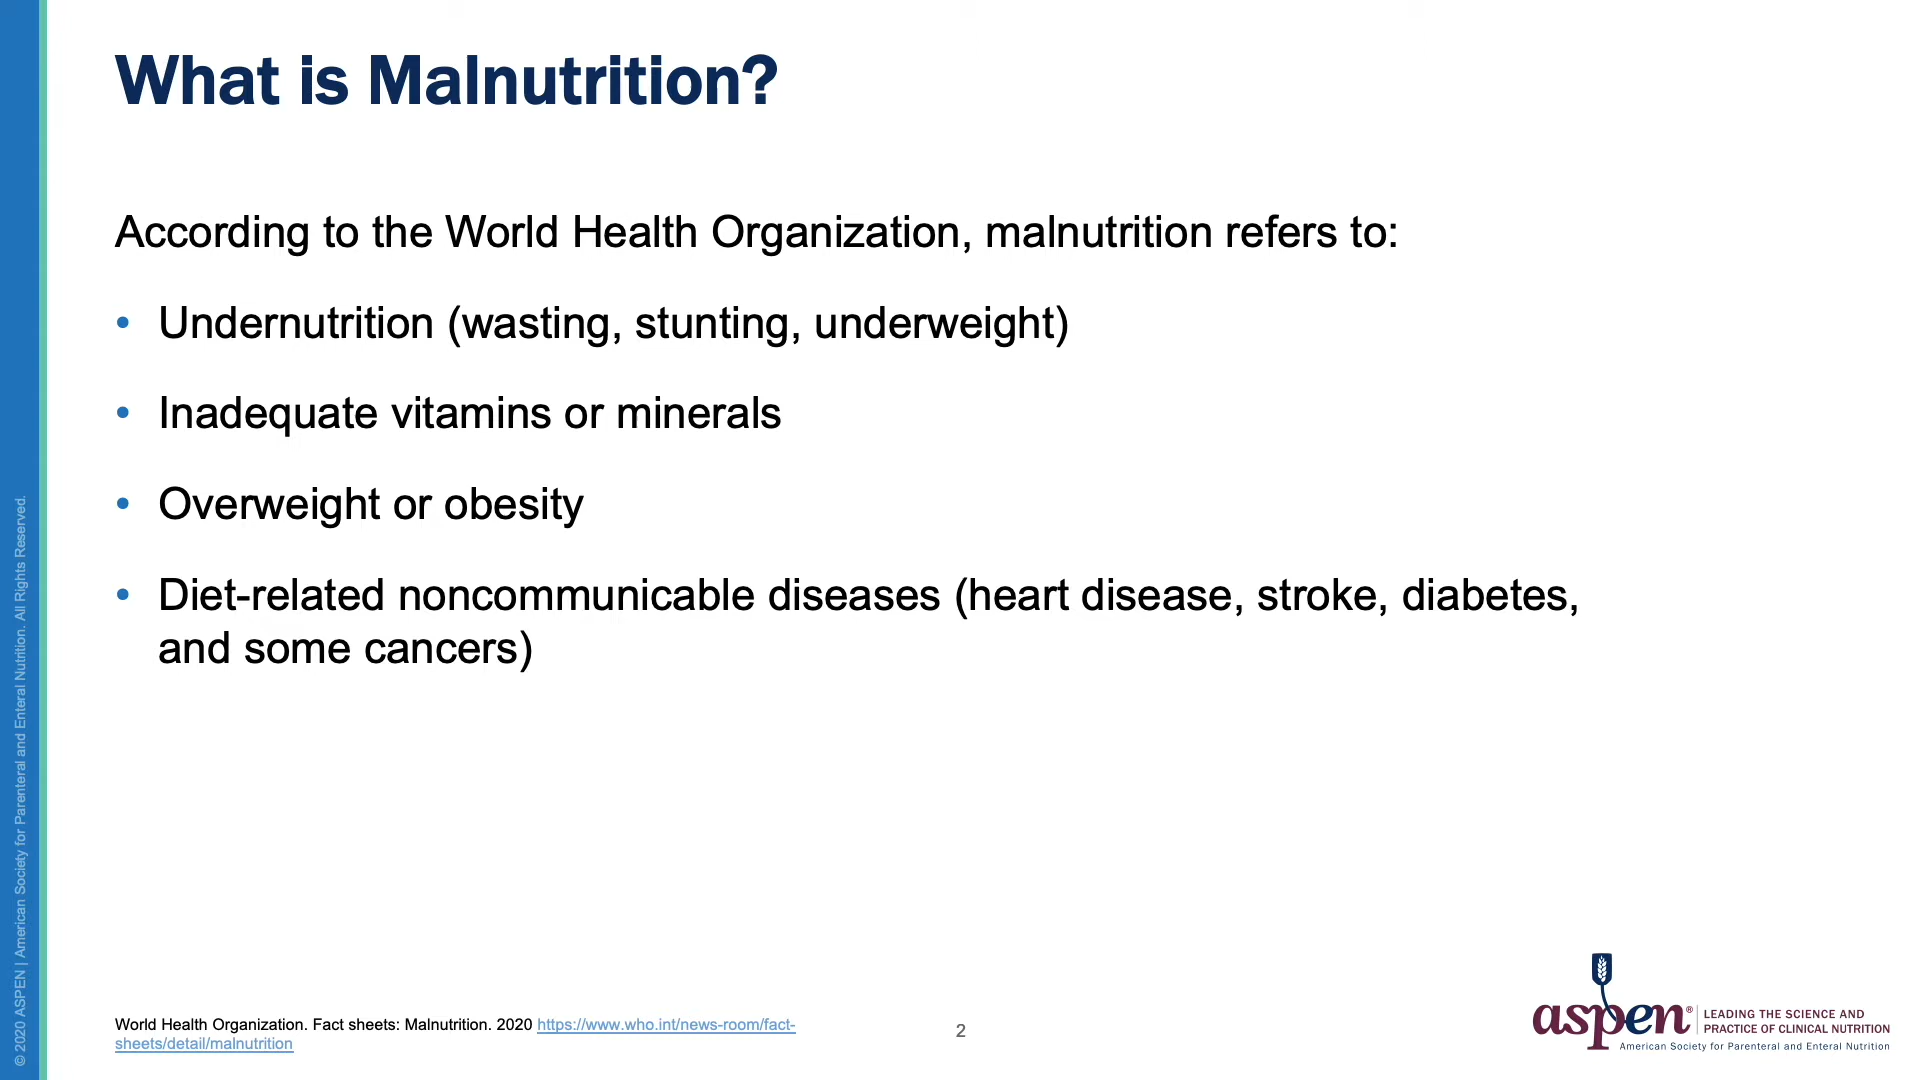 What is Malnutrition?
According to the World Health Organization, malnutrition refers to:
• Undernutrition (wasting, stunting, underweight)
• Inadequate vitamins or minerals
• Overweight or obesity
• Diet-related noncommunicable diseases (heart disease, stroke, diabetes,
and some cancers)
World Health Organization. Fact sheets: Malnutrition. 2020 https://www.who.int/news-room/fact-
sheets/detail/malnutrition
2
aspen®
LEADING THE SCIENCE AND
PRACTICE OF CLINICAL NUTRITION
American Society for Parenteral and Enteral Nutrition
© 2020 ASPEN | American Society for Parenteral and Enteral Nutrition. All Rights Reserved.